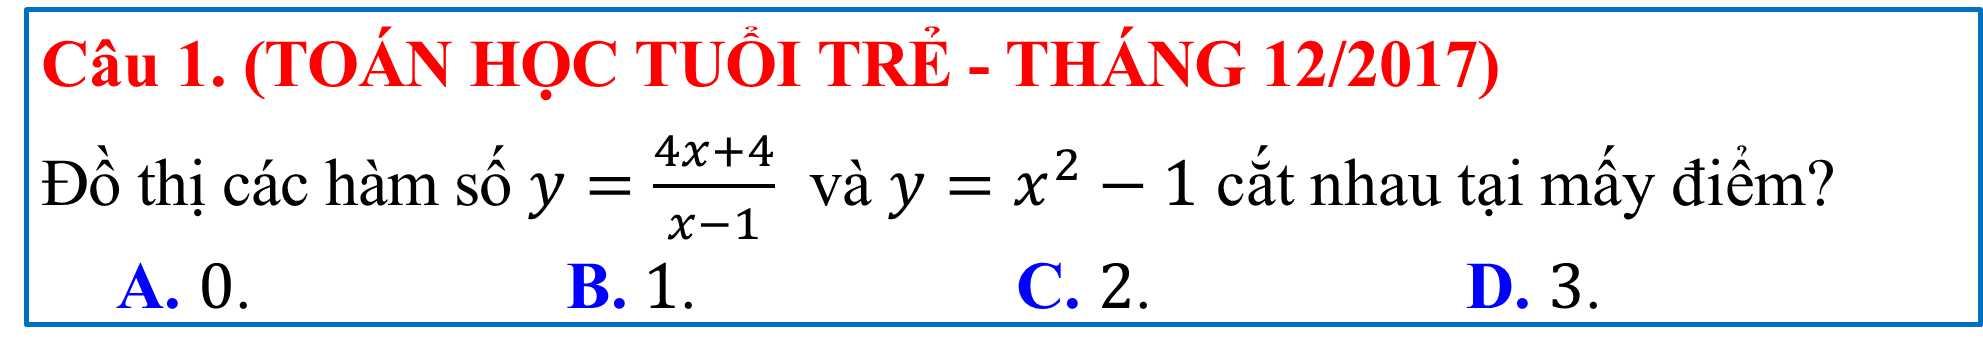 Câu 1. (TOÁN HỌC TUỔI TRẺ - THÁNG 12/2017)
Đồ thị các hàm số y = \frac{4x+4}{x-1} và y = x² − 1 cắt nhau tại mấy điểm?
A. 0. B. 1. C. 2. D. 3.